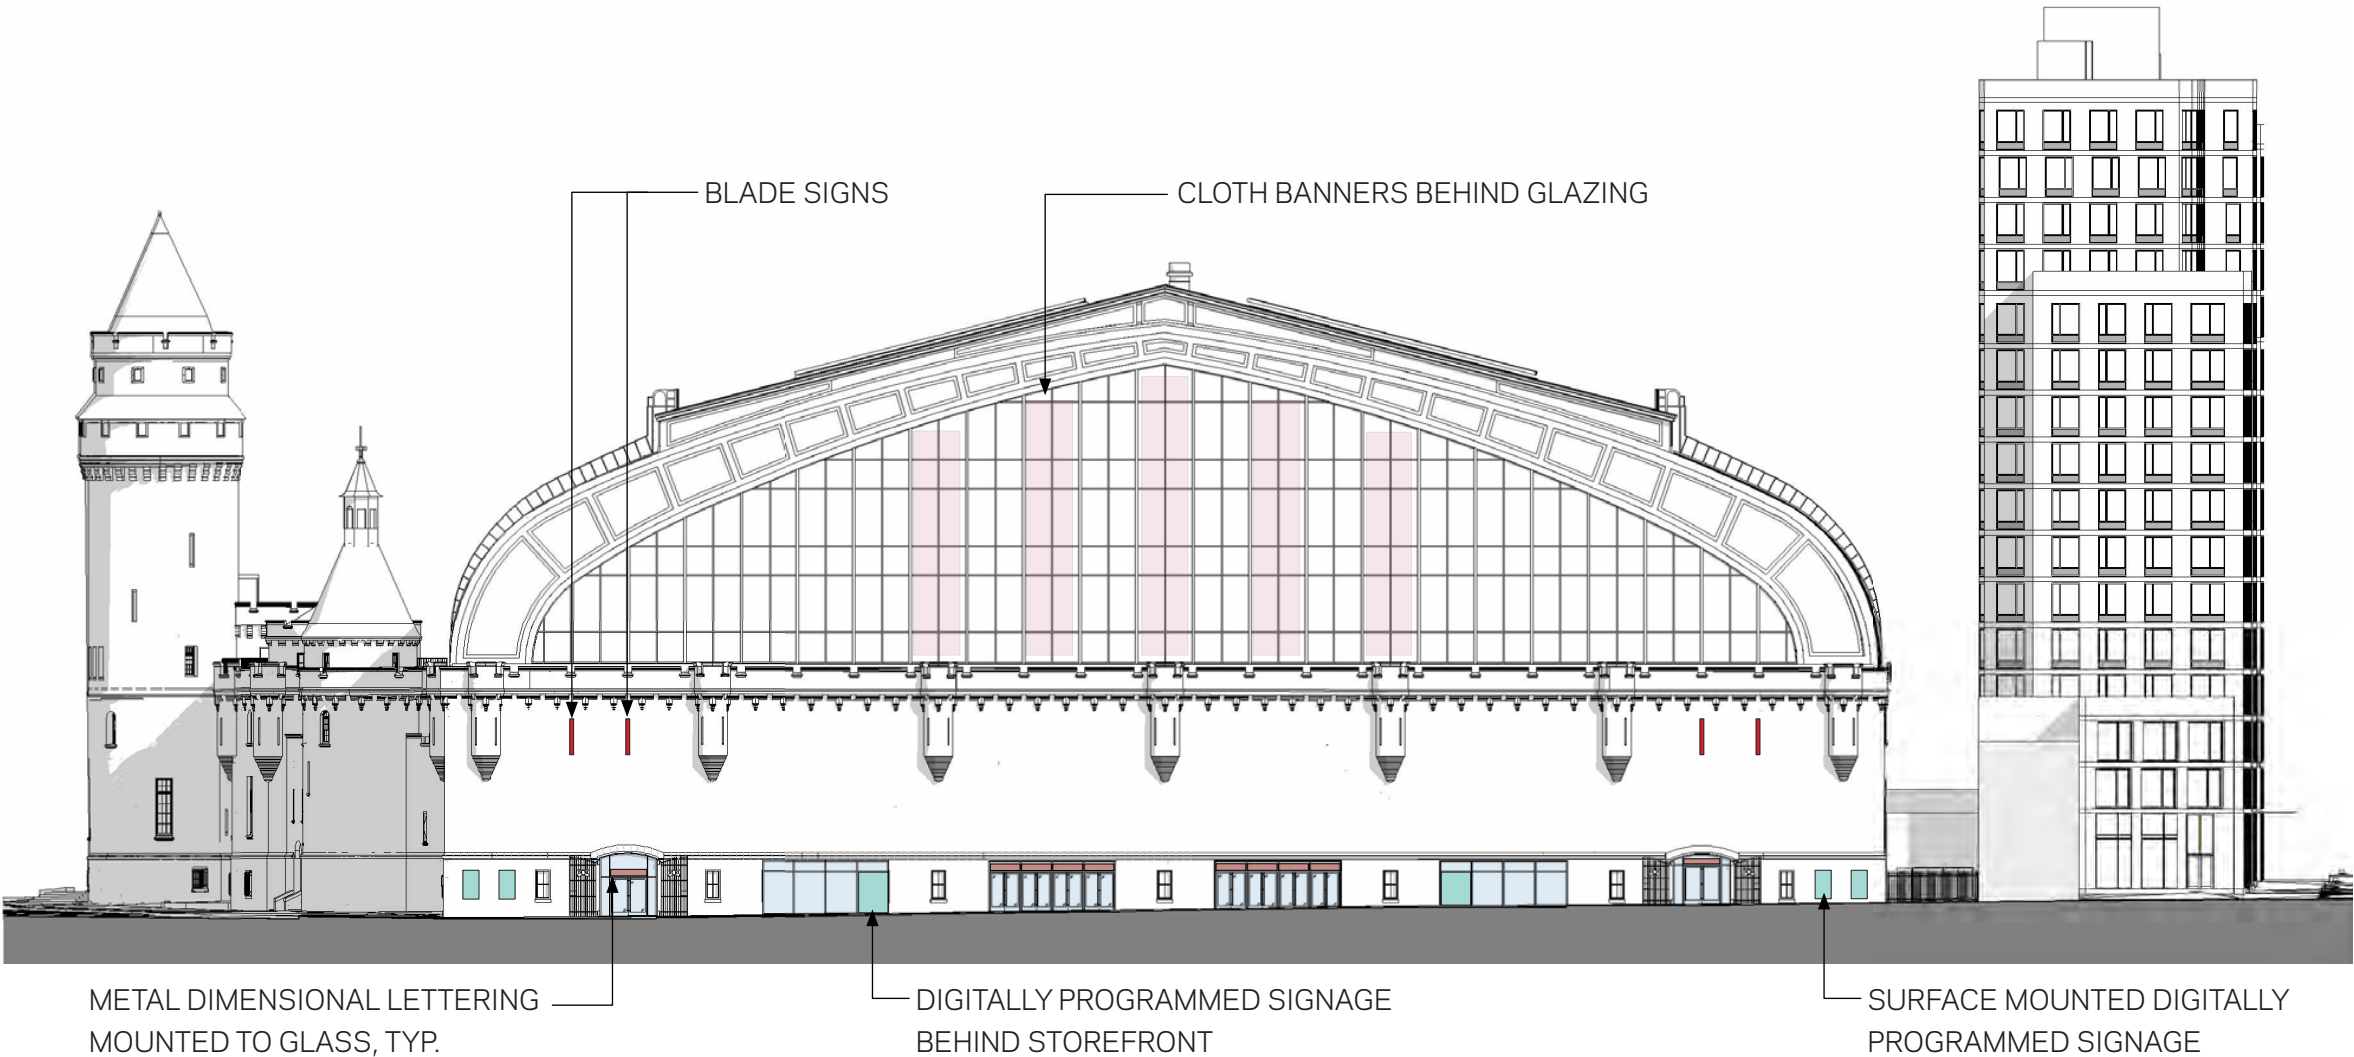 BLADE SIGNS
CLOTH BANNERS BEHIND GLAZING
METAL DIMENSIONAL LETTERING
MOUNTED TO GLASS, TYP.
DIGITALLY PROGRAMMED SIGNAGE
BEHIND STOREFRONT
SURFACE MOUNTED DIGITALLY
PROGRAMMED SIGNAGE